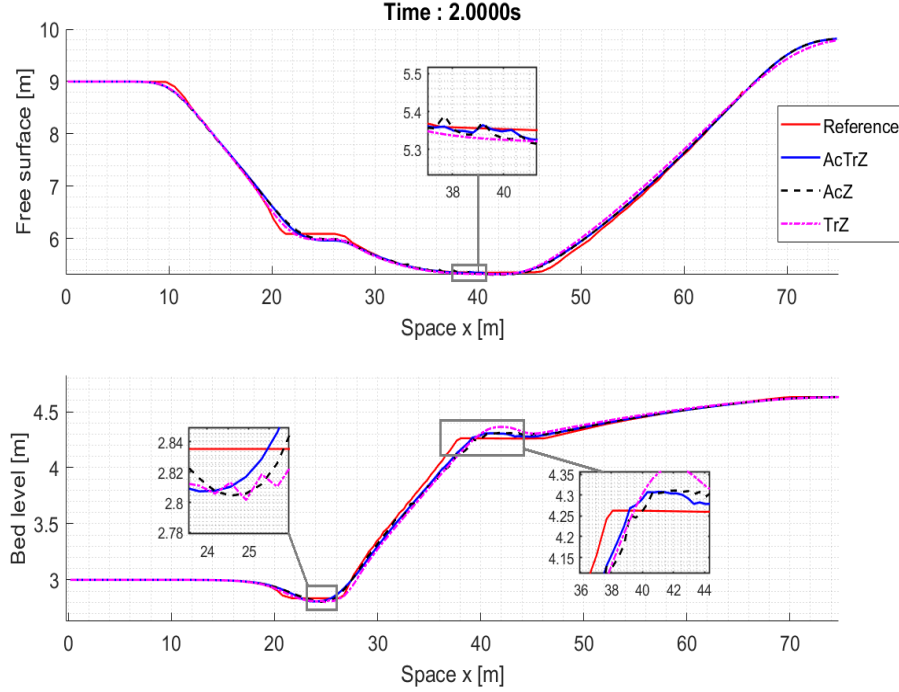 Time : 2.0000s
10
9
8
7
6
Free surface [m]
0 10 20 30 40 50 60 70
Space x [m]
5.5
5.4
5.3
38 40
Reference
AcTrZ
AcZ
TrZ
4.5
4
3.5
3
Bed level [m]
0 10 20 30 40 50 60 70
Space x [m]
2.84
2.82
2.8
2.78
24 25
4.3
4.25
4.2
4.15
36 38 40 42 44